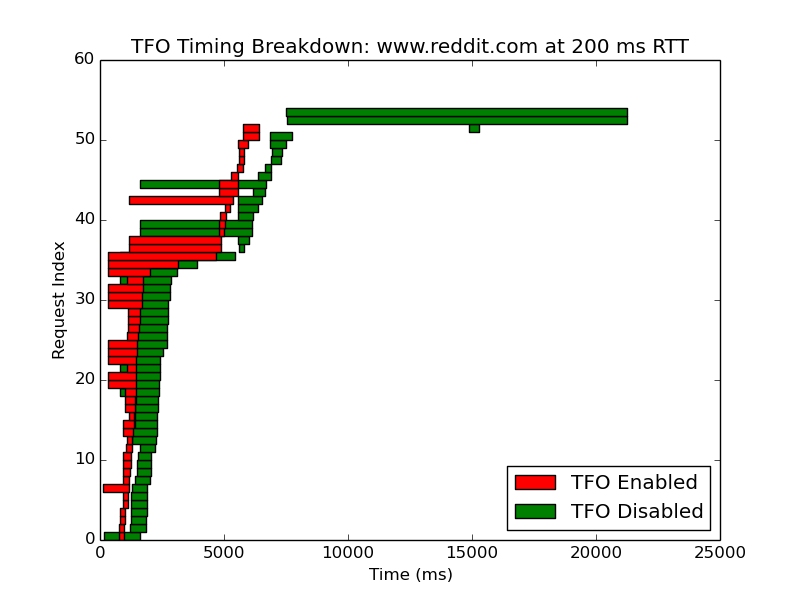 TFO Timing Breakdown: www.reddit.com at 200 ms RTT
60
50
40
30
20
10
0
Request Index
TFO Enabled
TFO Disabled
0 5000 10000 15000 20000 25000
Time (ms)